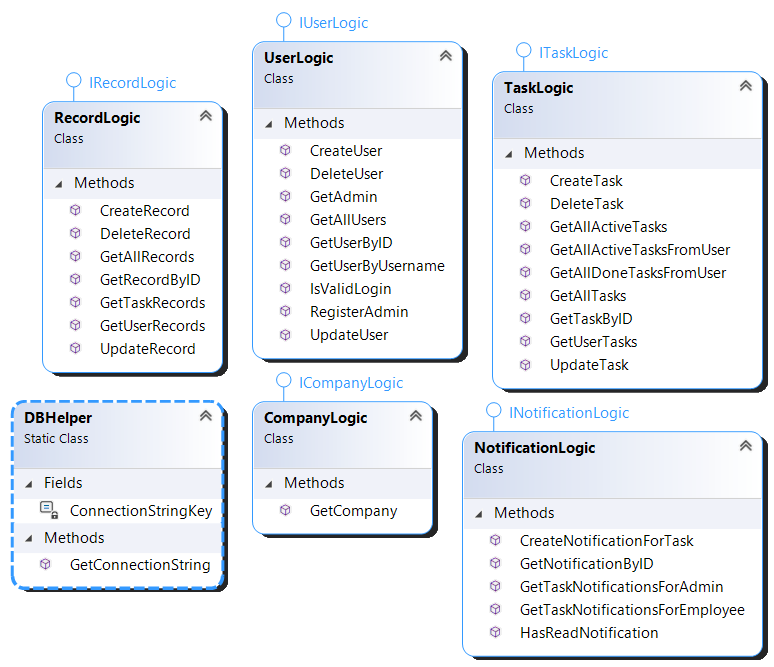 IRecordLogic
RecordLogic
Class
Methods
CreateRecord
DeleteRecord
GetAllRecords
GetRecordByID
GetTaskRecords
GetUserRecords
UpdateRecord
IUserLogic
UserLogic
Class
Methods
CreateUser
DeleteUser
GetAdmin
GetAllUsers
GetUserByID
GetUserByUsername
IsValidLogin
RegisterAdmin
UpdateUser
ITaskLogic
TaskLogic
Class
Methods
CreateTask
DeleteTask
GetAllActiveTasks
GetAllActiveTasksFromUser
GetAllDoneTasksFromUser
GetAllTasks
GetTaskByID
GetUserTasks
UpdateTask
DBHelper
Static Class
Fields
ConnectionStringKey
Methods
GetConnectionString
ICompanyLogic
CompanyLogic
Class
Methods
GetCompany
INotificationLogic
NotificationLogic
Class
Methods
CreateNotificationForTask
GetNotificationByID
GetTaskNotificationsForAdmin
GetTaskNotificationsForEmployee
HasReadNotification